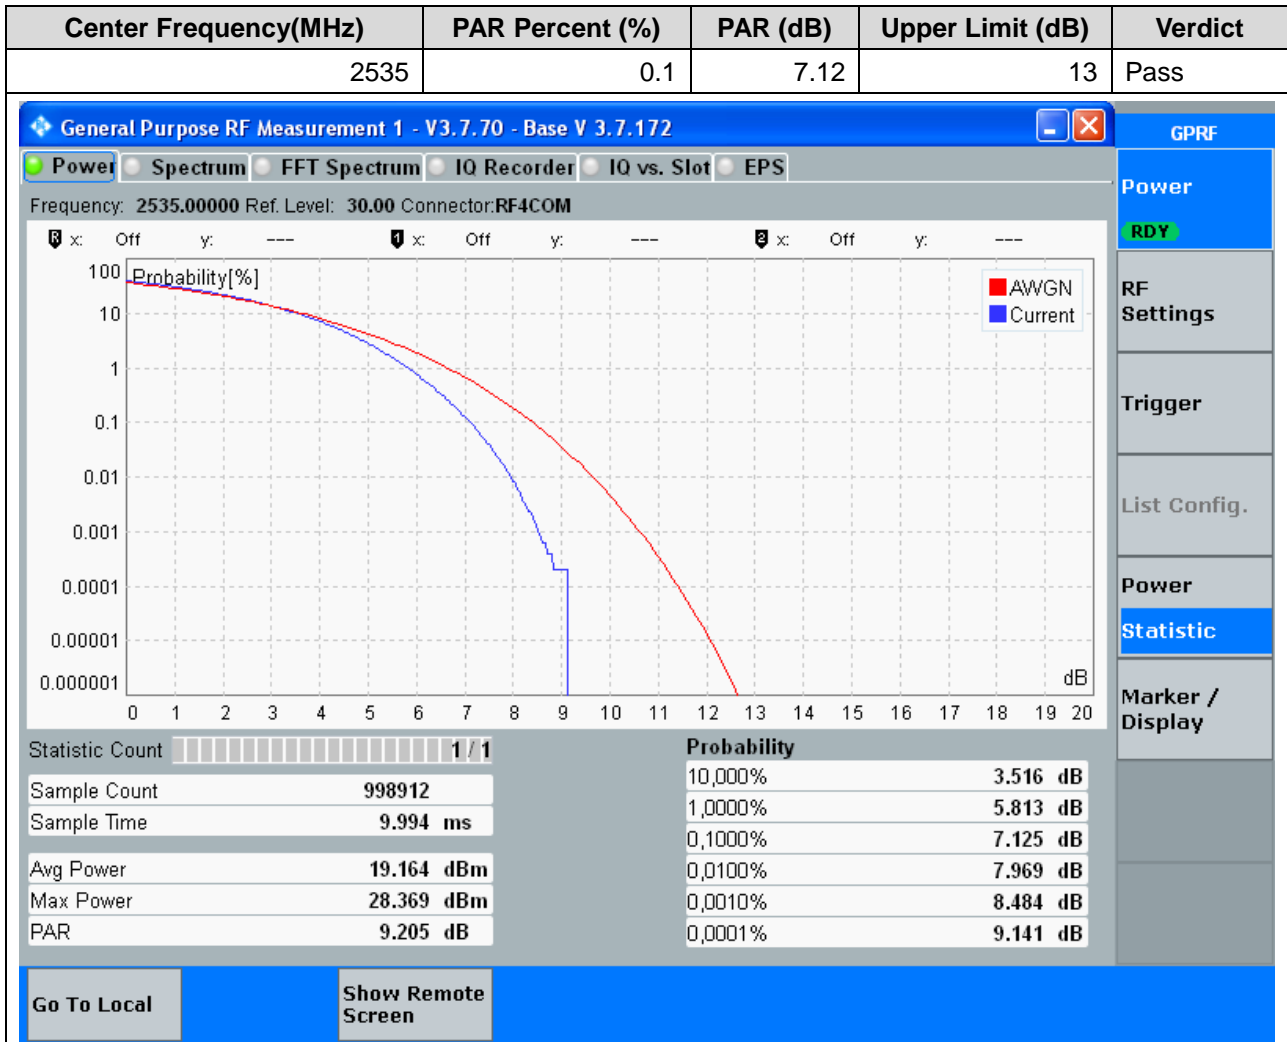 Center Frequency(MHz) PAR Percent (%) PAR (dB) Upper Limit (dB) Verdict
2535 0.1 7.12 13 Pass
General Purpose RF Measurement 1 - V3.7.70 - Base V 3.7.172
GPRF
Power Spectrum FFT Spectrum IQ Recorder IQ vs. Slot EPS
Frequency: 2535.00000 Ref. Level: 30.00 Connector:RF4COM
R x: Off y: --- 1 x: Off y: --- 2 x: Off y: ---
Probability[%]
AWGN
Current
100
10
1
0.1
0.01
0.001
0.0001
0.00001
0.000001
dB
0 1 2 3 4 5 6 7 8 9 10 11 12 13 14 15 16 17 18 19 20
Statistic Count 1 / 1
Sample Count 998912
Sample Time 9.994 ms
Avg Power 19.164 dBm
Max Power 28.369 dBm
PAR 9.205 dB
Probability
10,000% 3.516 dB
1,0000% 5.813 dB
0,1000% 7.125 dB
0,0100% 7.969 dB
0,0010% 8.484 dB
0,0001% 9.141 dB
Power
RDY
RF
Settings
Trigger
List Config.
Power
Statistic
Marker /
Display
Go To Local
Show Remote
Screen